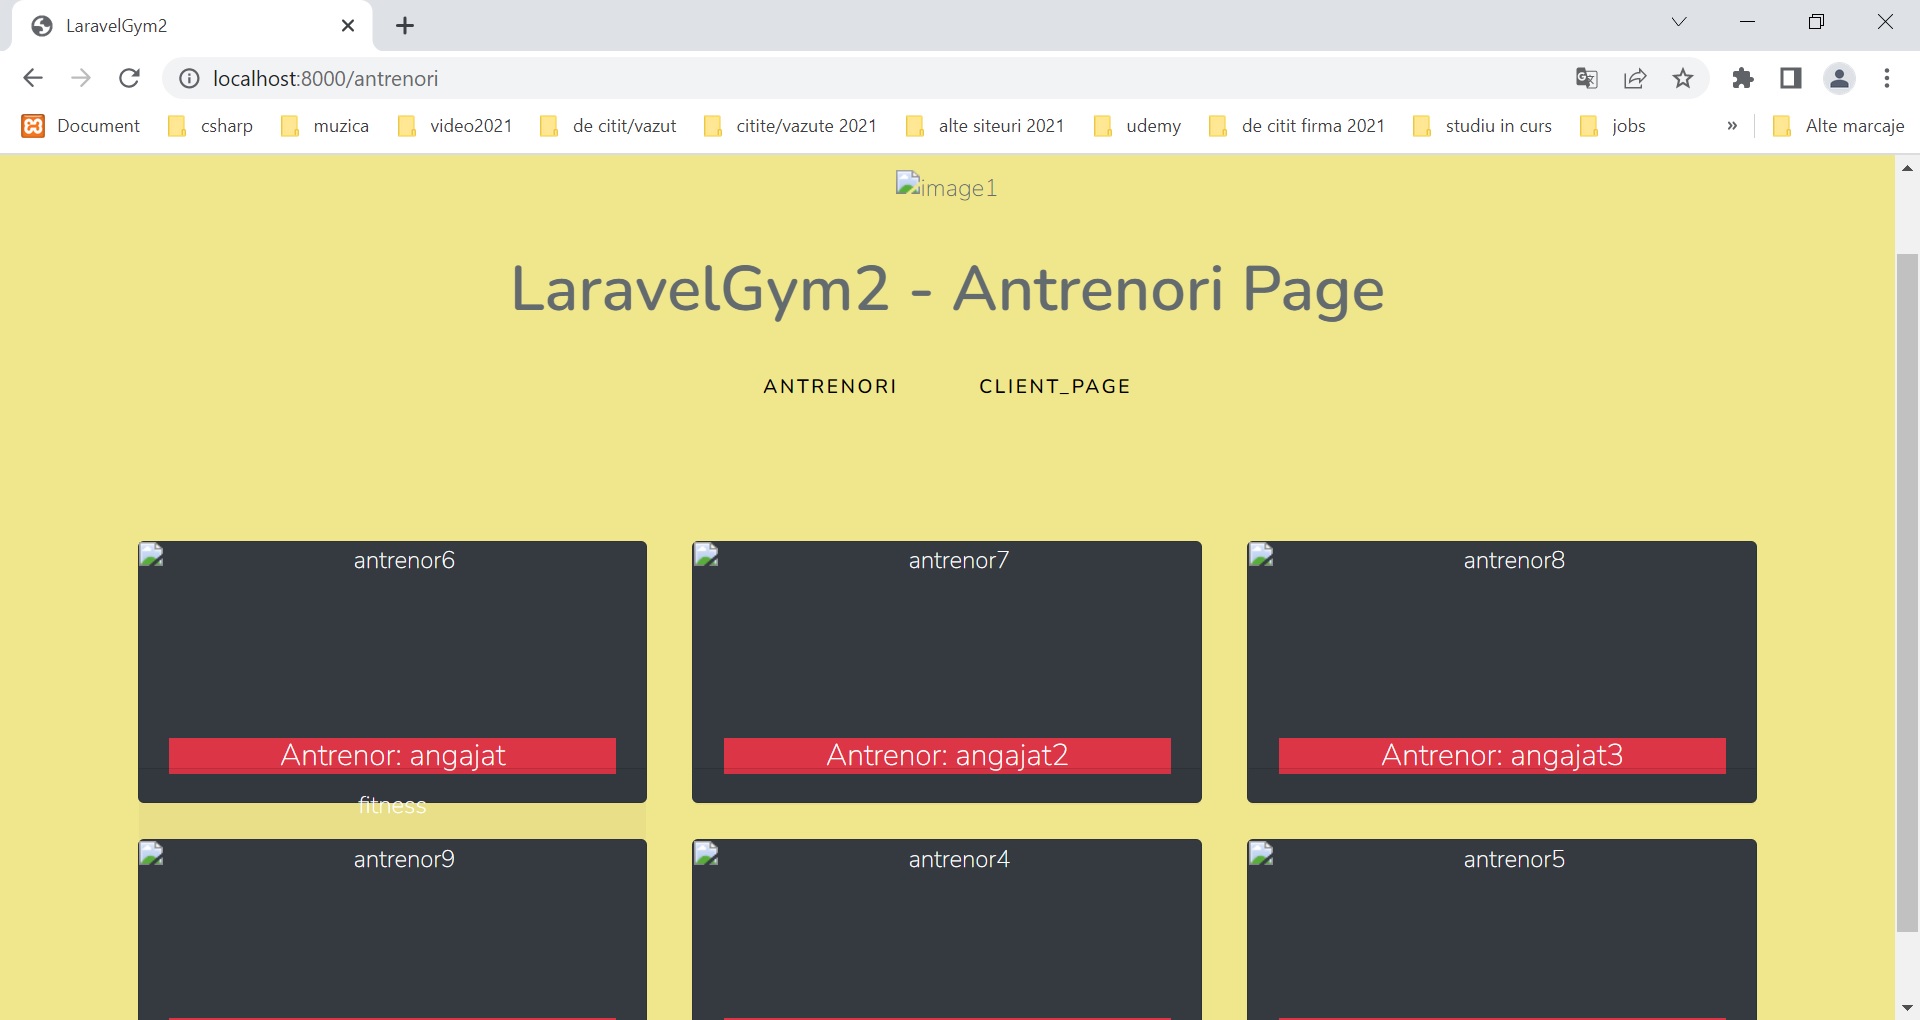 LaravelGym2
localhost:8000/antrenori
Document csharp muzica video2021 de citit/vazut citite/vazute 2021 alte siteuri 2021 udemy de citit firma 2021 studiu in curs jobs » Alte marcaje
image1
LaravelGym2 - Antrenori Page
ANTRENORI CLIENT_PAGE
antrenor6 antrenor7 antrenor8
Antrenor: angajat Antrenor: angajat2 Antrenor: angajat3
fitness
antrenor9 antrenor4 antrenor5